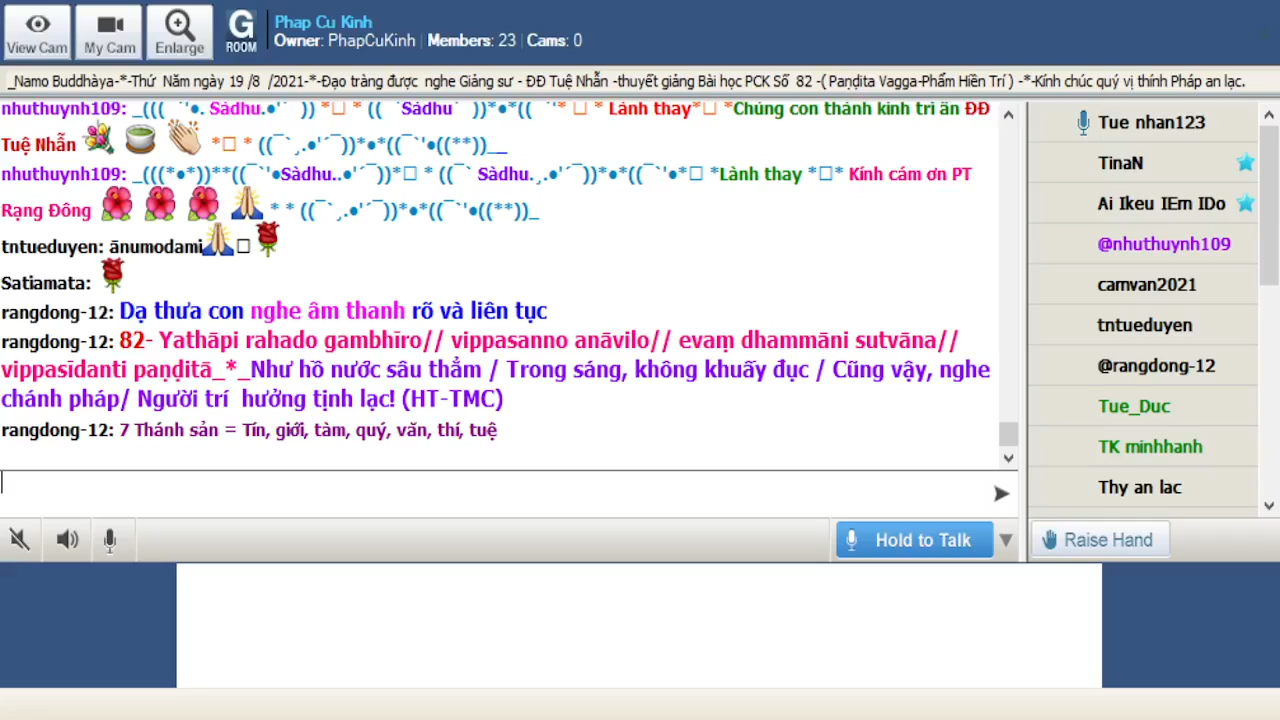 Phap Cu Kinh
Owner: PhapCuKinh | Members: 23 | Cams: 0
View Cam
My Cam
Enlarge
G
ROOM
_Namo Buddhàya-*-Thứ Năm ngày 19 /8 /2021-*-Đạo tràng được nghe Giảng sư - ĐĐ Tuệ Nhẫn -thuyết giảng Bài học PCK Số 82 -( Paṇḍita Vagga-Phẩm Hiền Trí ) -*-Kính chúc quý vị thính Pháp an lạc.
nhuthuynh109: _((( ¨`'●. Sàdhu.●'´¨ )) *□ * (( ¨Sàdhu¨ ))*●*((¨ ¨`'* □ * Lành thay*□ *Chúng con thành kính tri ân ĐĐ
Tuệ Nhẫn *□ * ((¯`¸.●'´¯))*●*((¯`'●((**))__
nhuthuynh109: _(((*●*))**((¯`'●Sàdhu..●'´¯))*□ * ((¯` Sàdhu.¸.●'´¯))*●*((¯`'●*□ *Lành thay *□* Kính cám ơn PT
Rạng Đông * * ((¯`¸.●'´¯))*●*((¯`'●((**))_
tntueduyen: ānumodami □
Satiamata:
rangdong-12: Dạ thưa con nghe âm thanh rõ và liên tục
rangdong-12: 82- Yathāpi rahado gambhīro// vippasanno anāvilo// evaṃ dhammāni sutvāna//
vippasīdanti paṇḍitā_*_Như hồ nước sâu thẳm / Trong sáng, không khuấy đục / Cũng vậy, nghe
chánh pháp/ Người trí hưởng tịnh lạc! (HT-TMC)
rangdong-12: 7 Thánh sản = Tín, giới, tàm, quý, văn, thí, tuệ
Hold to Talk
Tue nhan123
TinaN
Ai Ikeu IEm IDo
@nhuthuynh109
camvan2021
tntueduyen
@rangdong-12
Tue_Duc
TK minhhanh
Thy an lac
Raise Hand